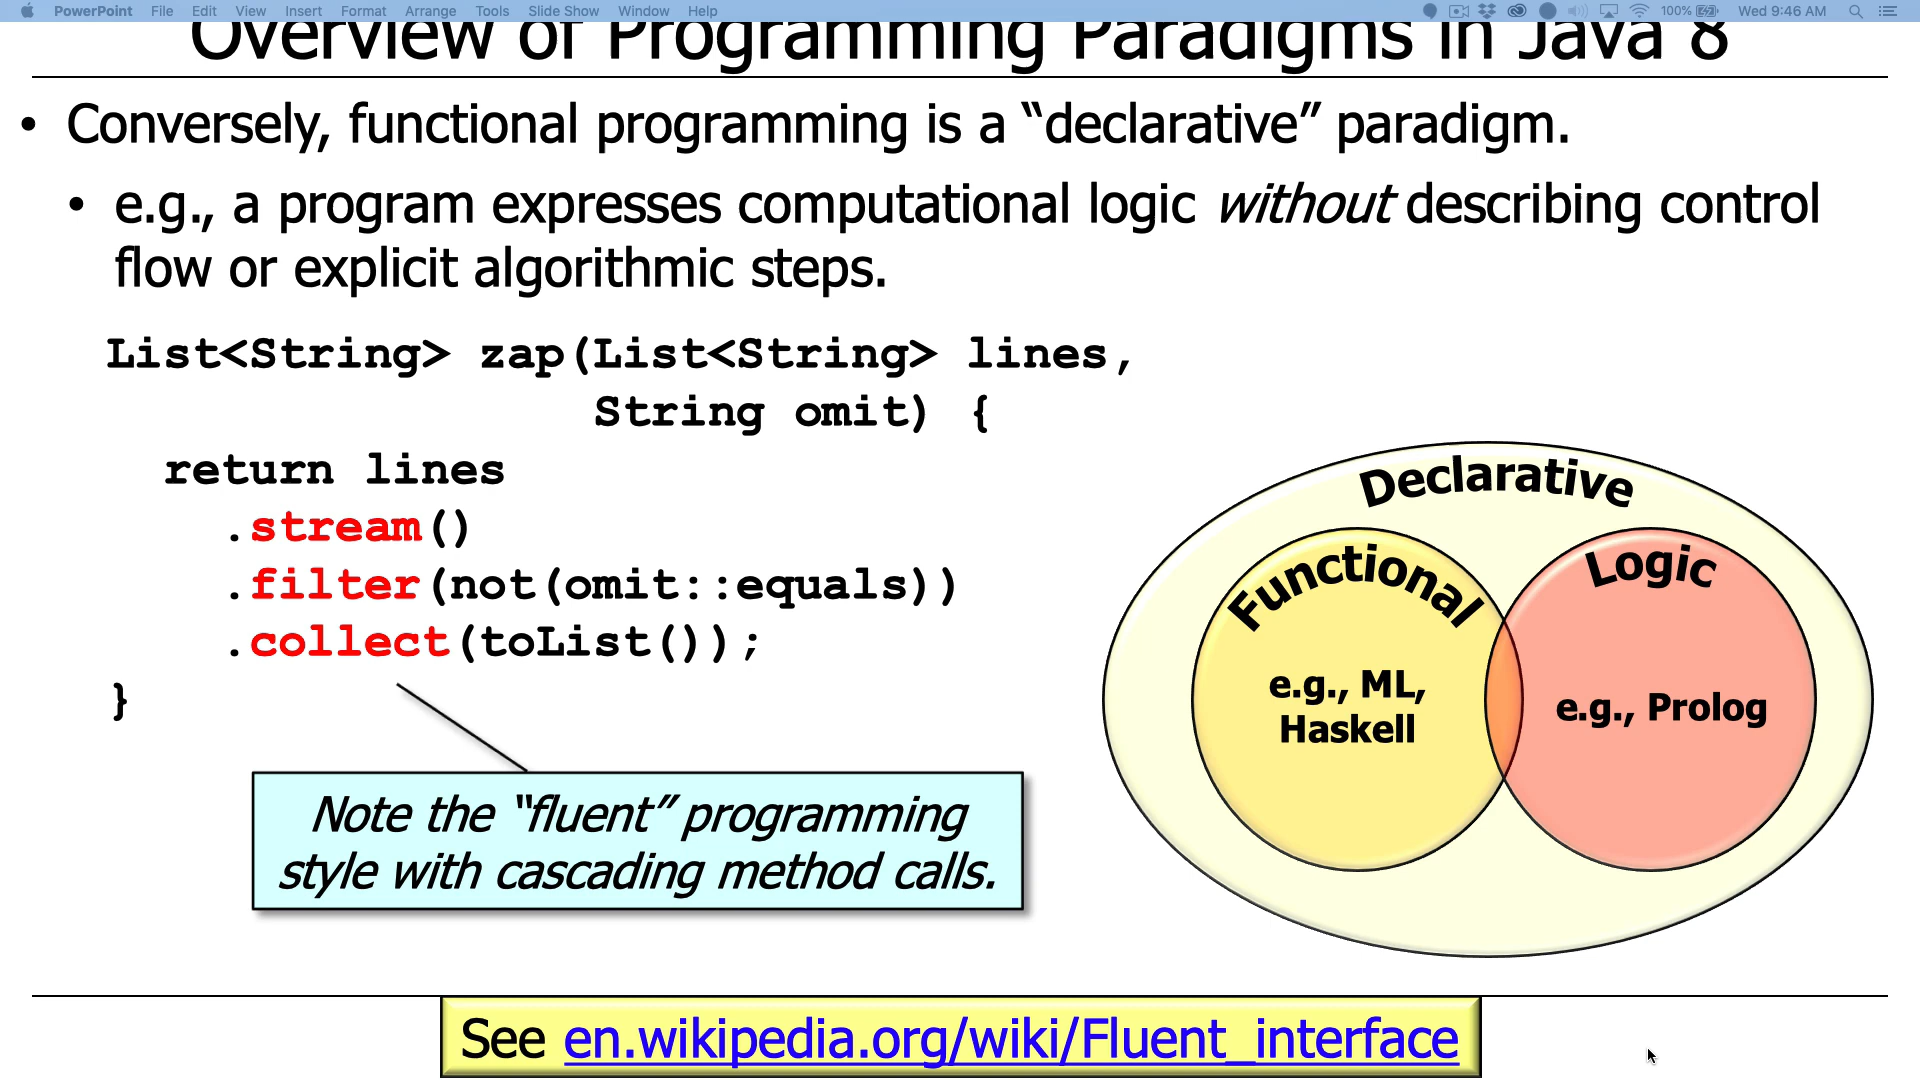 PowerPoint File Edit View Insert Format Arrange Tools Slide Show Window Help 100% Wed 9:46 AM
Overview of Programming Paradigms in Java 8
• Conversely, functional programming is a “declarative” paradigm.
• e.g., a program expresses computational logic without describing control
flow or explicit algorithmic steps.
List<String> zap(List<String> lines,
String omit) {
return lines
.stream()
.filter(not(omit::equals))
.collect(toList());
}
Note the “fluent” programming
style with cascading method calls.
Declarative
Functional
e.g., ML,
Haskell
Logic
e.g., Prolog
See en.wikipedia.org/wiki/Fluent_interface